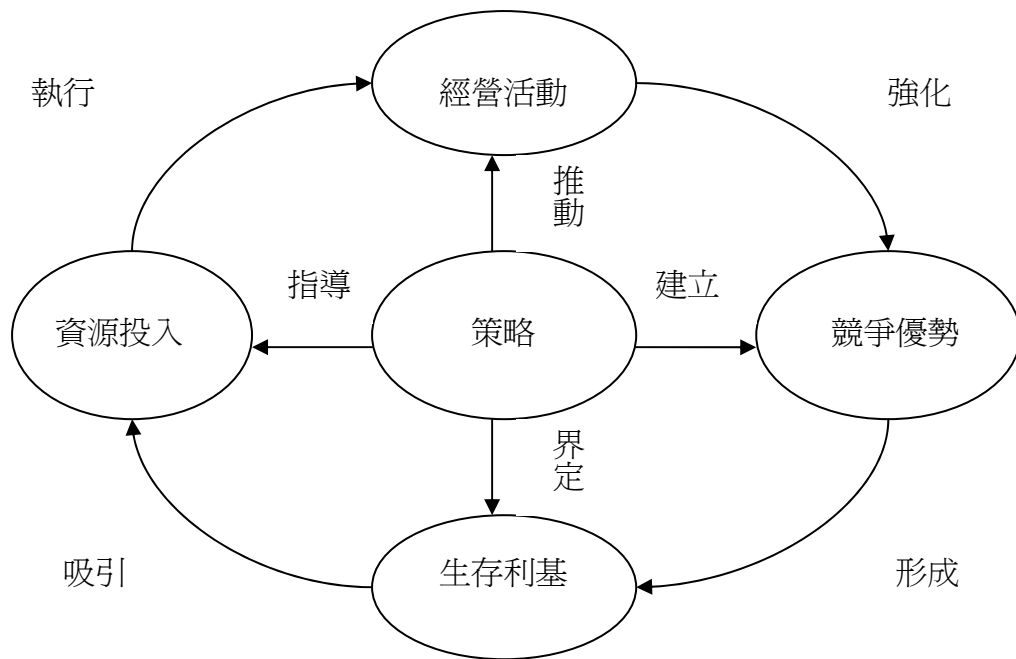 執行
經營活動
強化
推動
指導
建立
資源投入
策略
競爭優勢
界定
吸引
生存利基
形成